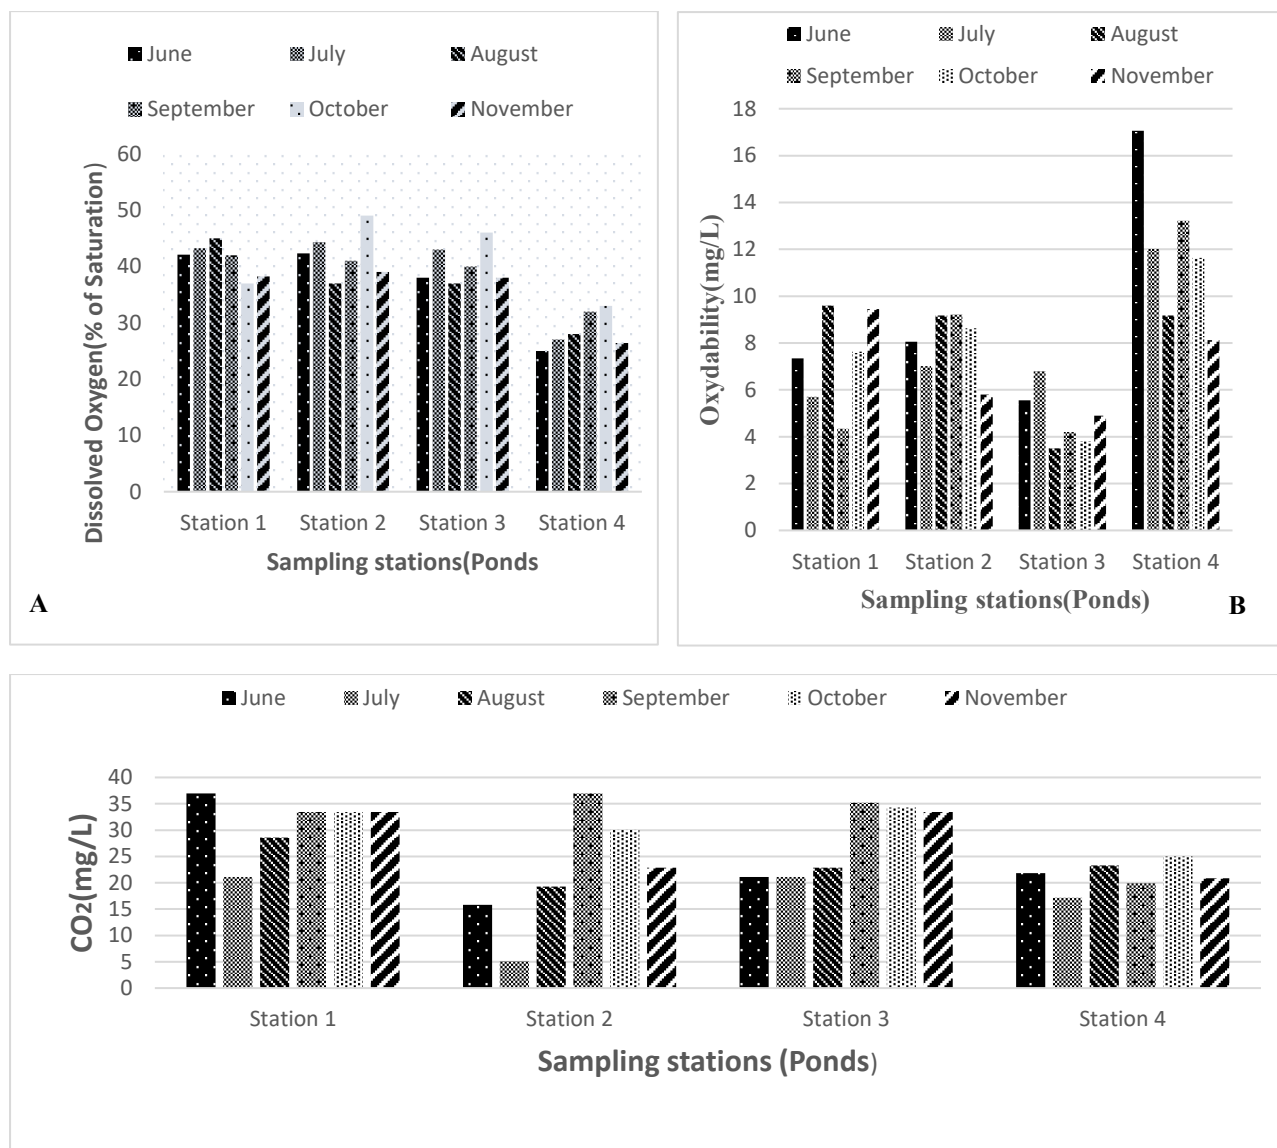 June July August
September October November
60
50
40
30
20
10
0
Dissolved Oxygen(% of Saturation)
Station 1 Station 2 Station 3 Station 4
Sampling stations(Ponds
A
B
June July August
September October November
18
16
14
12
10
8
6
4
2
0
Oxydability(mg/L)
Station 1 Station 2 Station 3 Station 4
Sampling stations(Ponds)
B
June July August September October November
40
35
30
25
20
15
10
5
0
CO2(mg/L)
Station 1 Station 2 Station 3 Station 4
Sampling stations (Ponds)